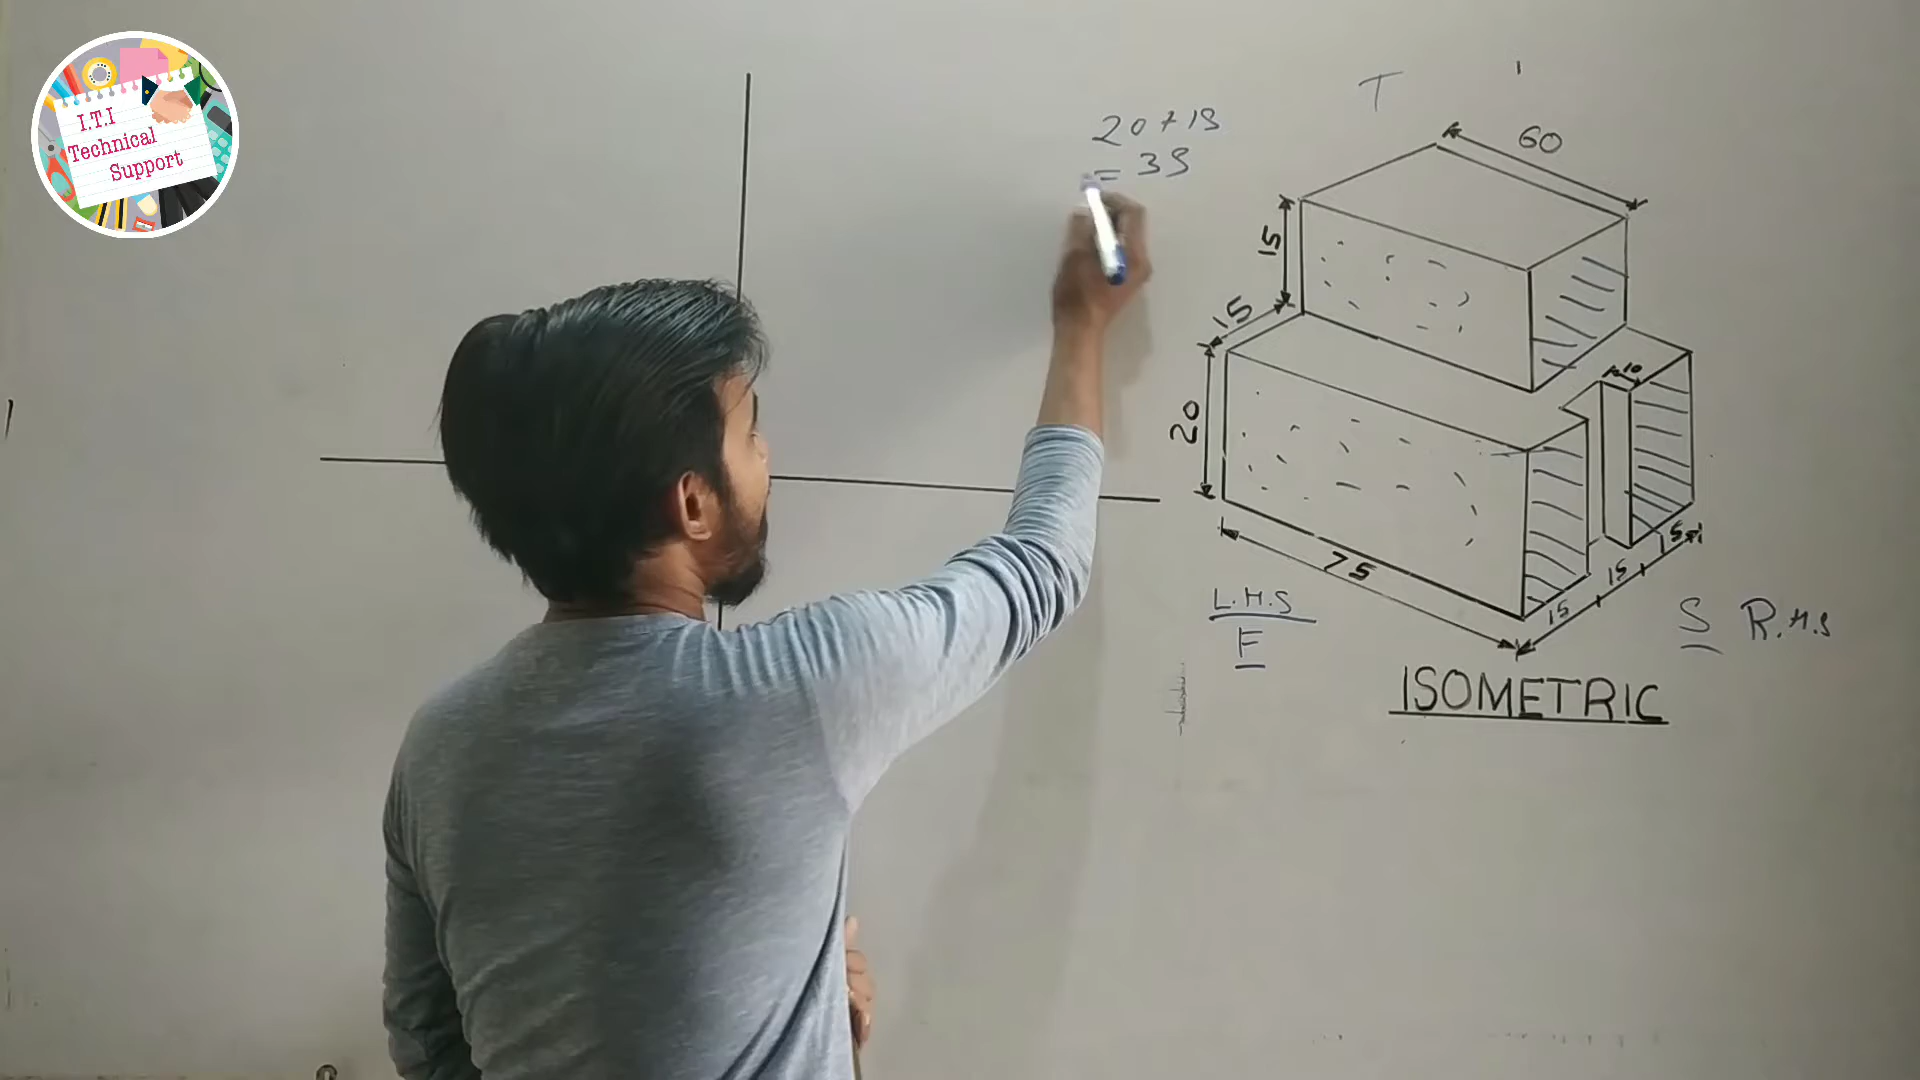 I.T.I
Technical
Support
20+15
= 35
T
60
15
15
20
10
75
15
15
5
L.H.S
F
S R.H.S
ISOMETRIC